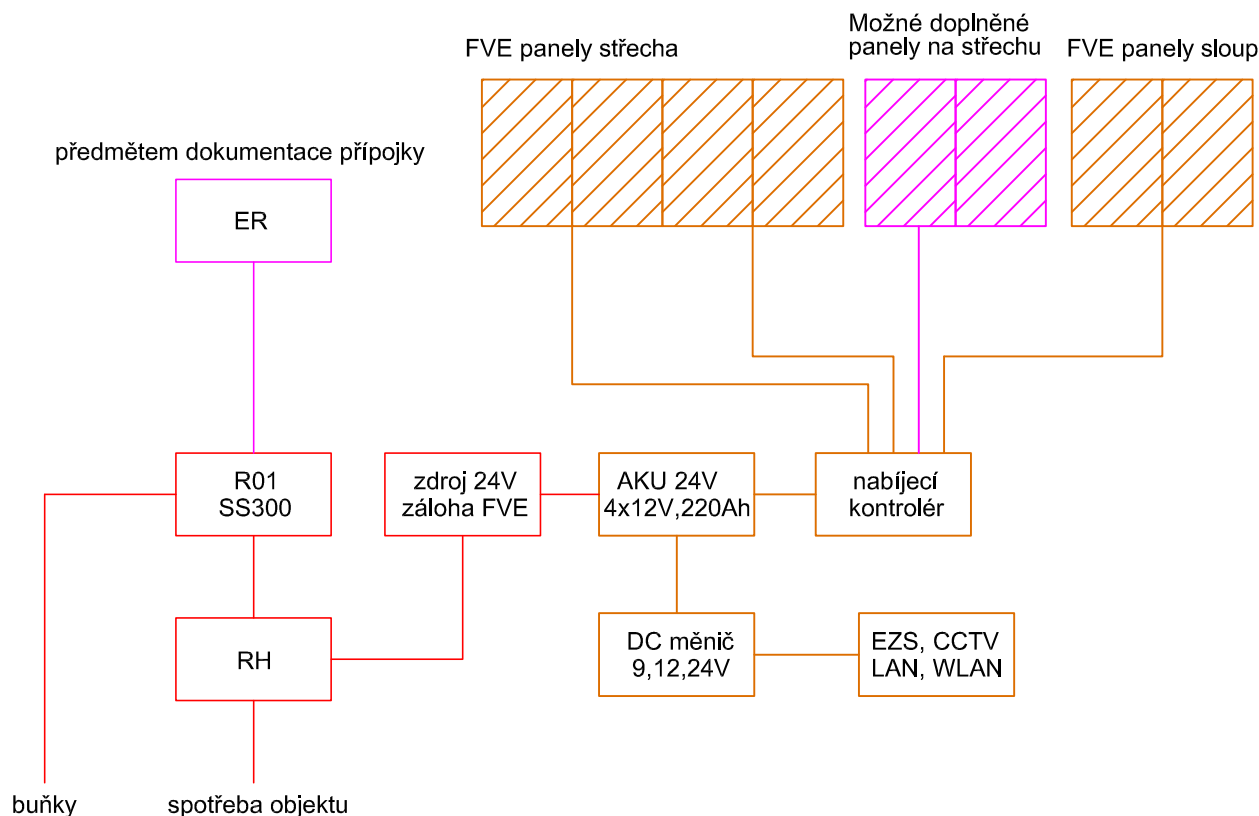 FVE panely střecha
Možné doplněné
panely na střechu
FVE panely sloup
předmětem dokumentace přípojky
ER
R01
SS300
zdroj 24V
záloha FVE
AKU 24V
4x12V,220Ah
nabíjecí
kontrolér
RH
DC měnič
9,12,24V
EZS, CCTV
LAN, WLAN
buňky
spotřeba objektu